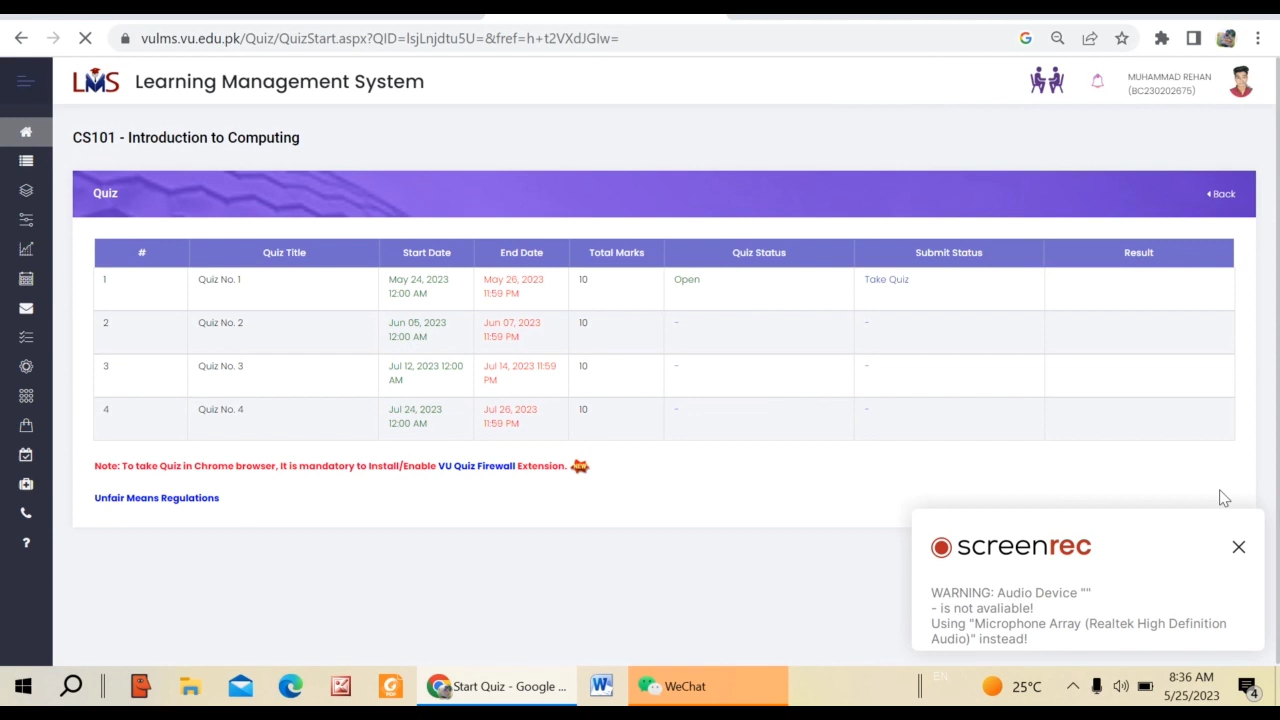 vulms.vu.edu.pk/Quiz/QuizStart.aspx?QID=IsjLnjdtu5U=&fref=h+t2VXdJGIw=
LMS Learning Management System
MUHAMMAD REHAN
(BC230202675)
CS101 - Introduction to Computing
Quiz
Back
# Quiz Title Start Date End Date Total Marks Quiz Status Submit Status Result
1 Quiz No. 1 May 24, 2023 May 26, 2023 10 Open Take Quiz
12:00 AM 11:59 PM
2 Quiz No. 2 Jun 05, 2023 Jun 07, 2023 10 - -
12:00 AM 11:59 PM
3 Quiz No. 3 Jul 12, 2023 12:00 Jul 14, 2023 11:59 10 - -
AM PM
4 Quiz No. 4 Jul 24, 2023 Jul 26, 2023 10 - -
12:00 AM 11:59 PM
Note: To take Quiz in Chrome browser, It is mandatory to Install/Enable VU Quiz Firewall Extension. NEW
Unfair Means Regulations
screenrec
WARNING: Audio Device ""
- is not avaliable!
Using "Microphone Array (Realtek High Definition
Audio)" instead!
Start Quiz - Google ...
WeChat
EN
25°C
8:36 AM
5/25/2023
4